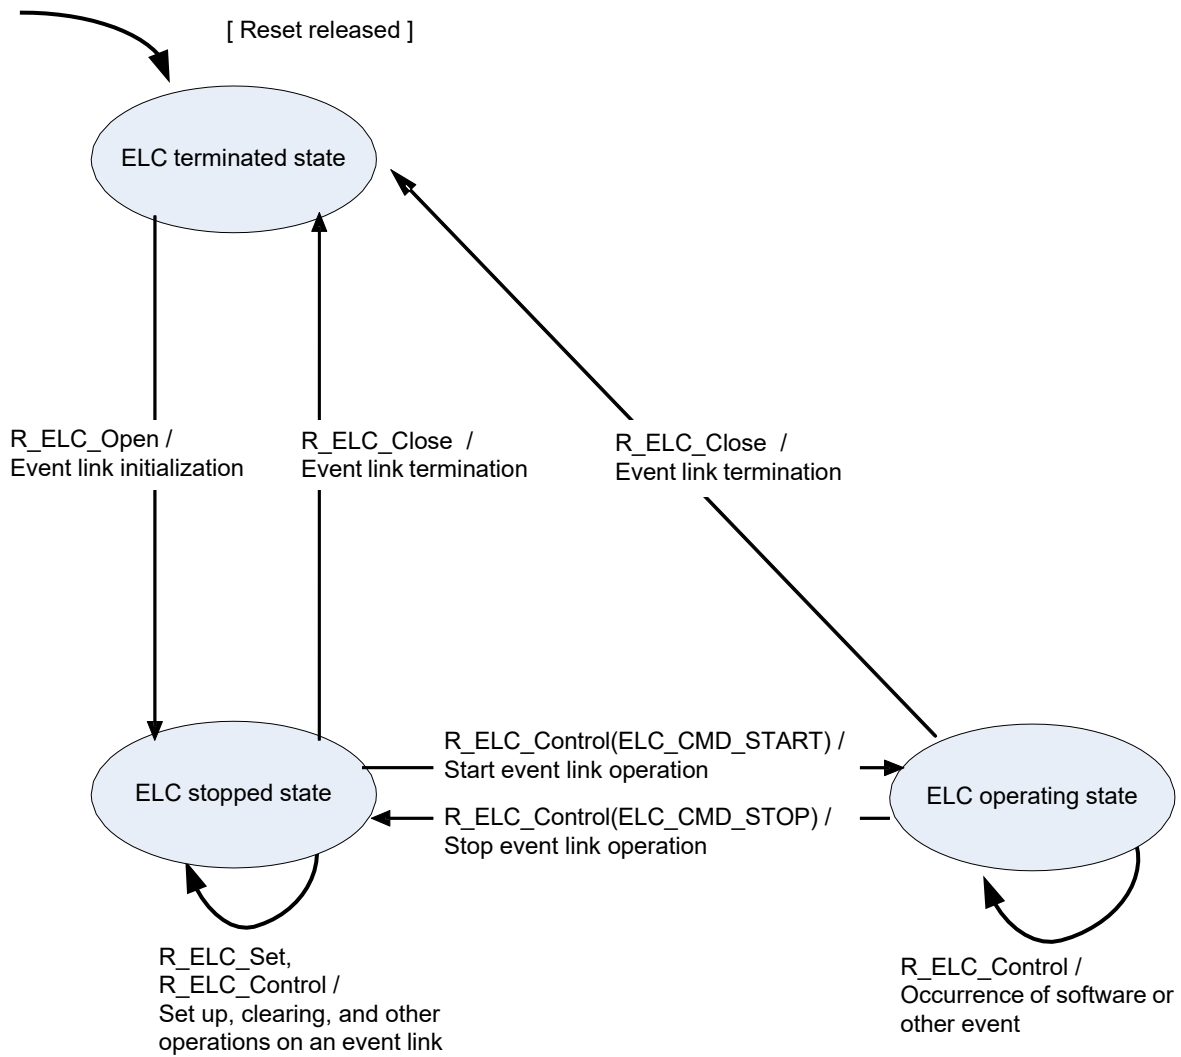 [ Reset released ]
ELC terminated state
R_ELC_Open /
Event link initialization
R_ELC_Close /
Event link termination
R_ELC_Close /
Event link termination
R_ELC_Control(ELC_CMD_START) /
Start event link operation
ELC stopped state
ELC operating state
R_ELC_Control(ELC_CMD_STOP) /
Stop event link operation
R_ELC_Set,
R_ELC_Control /
Set up, clearing, and other
operations on an event link
R_ELC_Control /
Occurrence of software or
other event